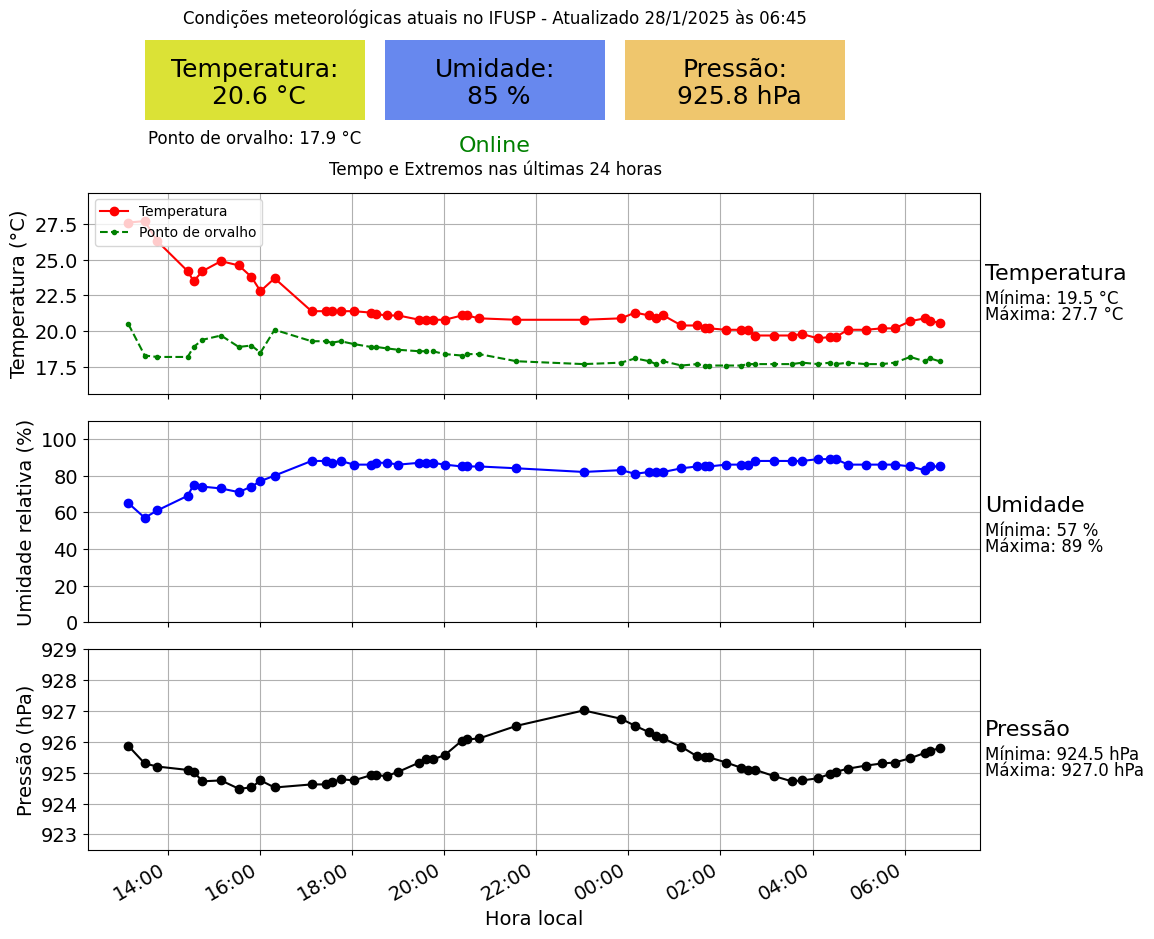 Condições meteorológicas atuais no IFUSP - Atualizado 28/1/2025 às 06:45
Temperatura:
20.6 °C
Umidade:
85 %
Pressão:
925.8 hPa
Ponto de orvalho: 17.9 °C
Online
Tempo e Extremos nas últimas 24 horas
Temperatura (°C)
27.5
25.0
22.5
20.0
17.5
Temperatura
Ponto de orvalho
Temperatura
Mínima: 19.5 °C
Máxima: 27.7 °C
Umidade relativa (%)
100
80
60
40
20
0
Umidade
Mínima: 57 %
Máxima: 89 %
Pressão (hPa)
929
928
927
926
925
924
923
Pressão
Mínima: 924.5 hPa
Máxima: 927.0 hPa
14:00
16:00
18:00
20:00
22:00
00:00
02:00
04:00
06:00
Hora local